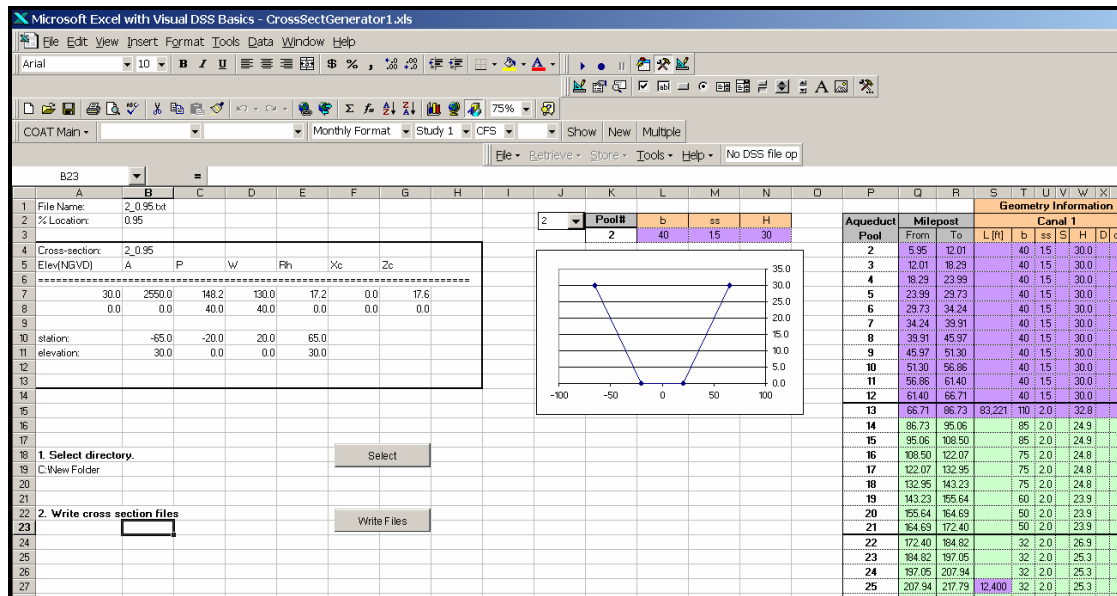 Microsoft Excel with Visual DSS Basics - CrossSectGenerator1.xls
File Edit View Insert Format Tools Data Window Help
Arial 10 B I U $ % ,
75%
COAT Main Monthly Format Study 1 CFS Show New Multiple
File Retrieve Store Tools Help No DSS file op
B23 =
A B C D E F G H I J K L M N O P Q R S T U V W X
1 File Name: 2_0.95.txt Geometry Information
2 % Location: 0.95 2 Pool# b ss H Aqueduct Milepost Canal 1
3 2 40 1.5 30 Pool From To L [ft] b ss S H D
4 Cross-section: 2_0.95 2 5.95 12.01 40 1.5 30.0
5 Elev(NGVD) A P W Rh Xc Zc 3 12.01 18.29 40 1.5 30.0
6 ================================================================ 4 18.29 23.99 40 1.5 30.0
7 30.0 2550.0 148.2 130.0 17.2 0.0 17.6 5 23.99 29.73 40 1.5 30.0
8 0.0 0.0 40.0 40.0 0.0 0.0 0.0 6 29.73 34.24 40 1.5 30.0
9 7 34.24 39.91 40 1.5 30.0
10 station: -65.0 -20.0 20.0 65.0 8 39.91 45.97 40 1.5 30.0
11 elevation: 30.0 0.0 0.0 30.0 9 45.97 51.30 40 1.5 30.0
12 10 51.30 56.86 40 1.5 30.0
13 11 56.86 61.40 40 1.5 30.0
14 12 61.40 66.71 40 1.5 30.0
35.0
30.0
25.0
20.0
15.0
10.0
5.0
0.0
-100 -50 0 50 100
15 13 66.71 86.73 83,221 110 2.0 32.8
16 14 86.73 95.06 85 2.0 24.9
17 15 95.06 108.50 85 2.0 24.9
18 1. Select directory. Select 16 108.50 122.07 75 2.0 24.8
19 C:\New Folder 17 122.07 132.95 75 2.0 24.8
20 18 132.95 143.23 75 2.0 24.8
21 19 143.23 155.64 60 2.0 23.9
22 2. Write cross section files Write Files 20 155.64 164.69 50 2.0 23.9
23 21 164.69 172.40 50 2.0 23.9
24 22 172.40 184.82 32 2.0 26.9
25 23 184.82 197.05 32 2.0 25.3
26 24 197.05 207.94 32 2.0 25.3
27 25 207.94 217.79 12,400 32 2.0 25.3